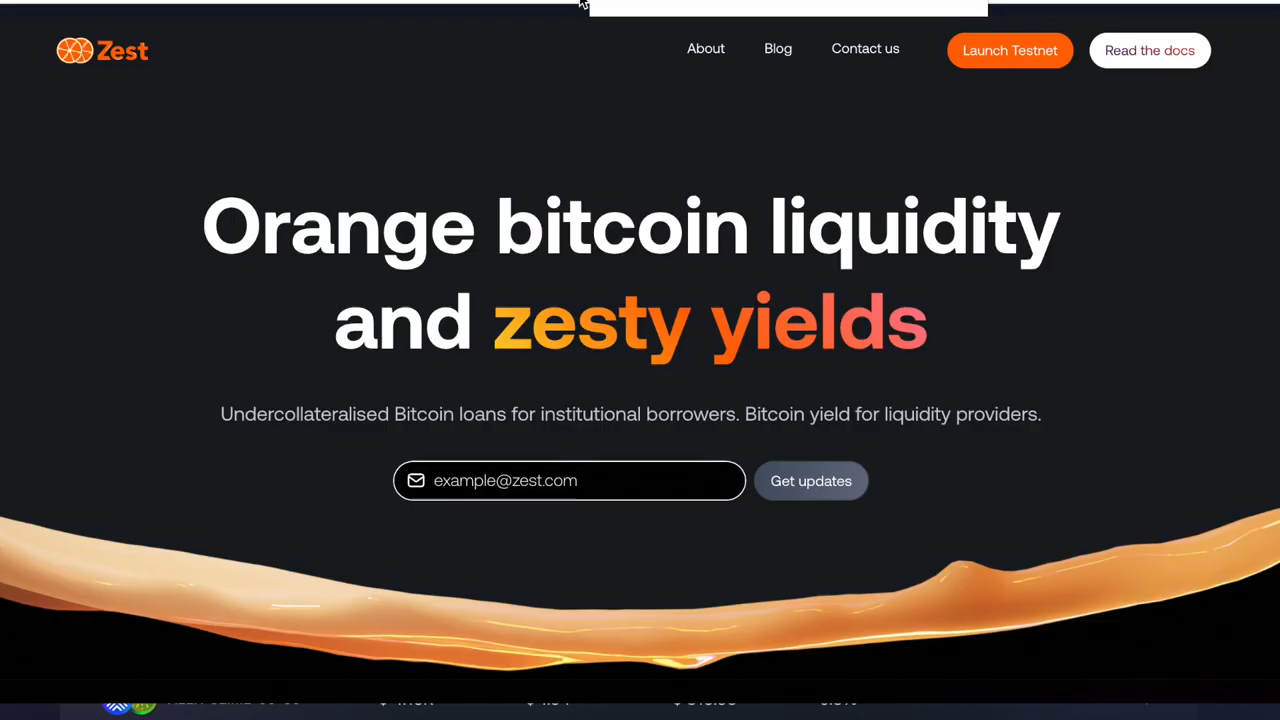 Zest
About
Blog
Contact us
Launch Testnet
Read the docs
Orange bitcoin liquidity
and zesty yields
Undercollateralised Bitcoin loans for institutional borrowers. Bitcoin yield for liquidity providers.
example@zest.com
Get updates